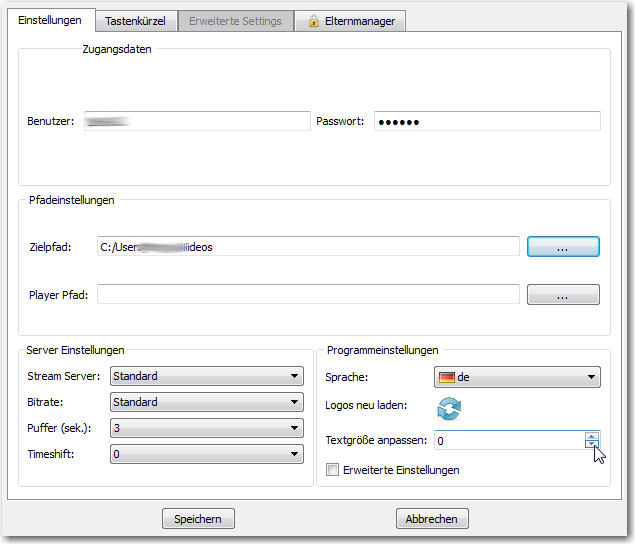 Einstellungen Tastenkürzel Erweiterte Settings Elternmanager
Zugangsdaten
Benutzer: Passwort: ●●●●●●
Pfadeinstellungen
Zielpfad: C:/User ideos ...
Player Pfad: ...
Server Einstellungen
Stream Server: Standard
Bitrate: Standard
Puffer (sek.): 3
Timeshift: 0
Programmeinstellungen
Sprache: de
Logos neu laden:
Textgröße anpassen: 0
Erweiterte Einstellungen
Speichern Abbrechen